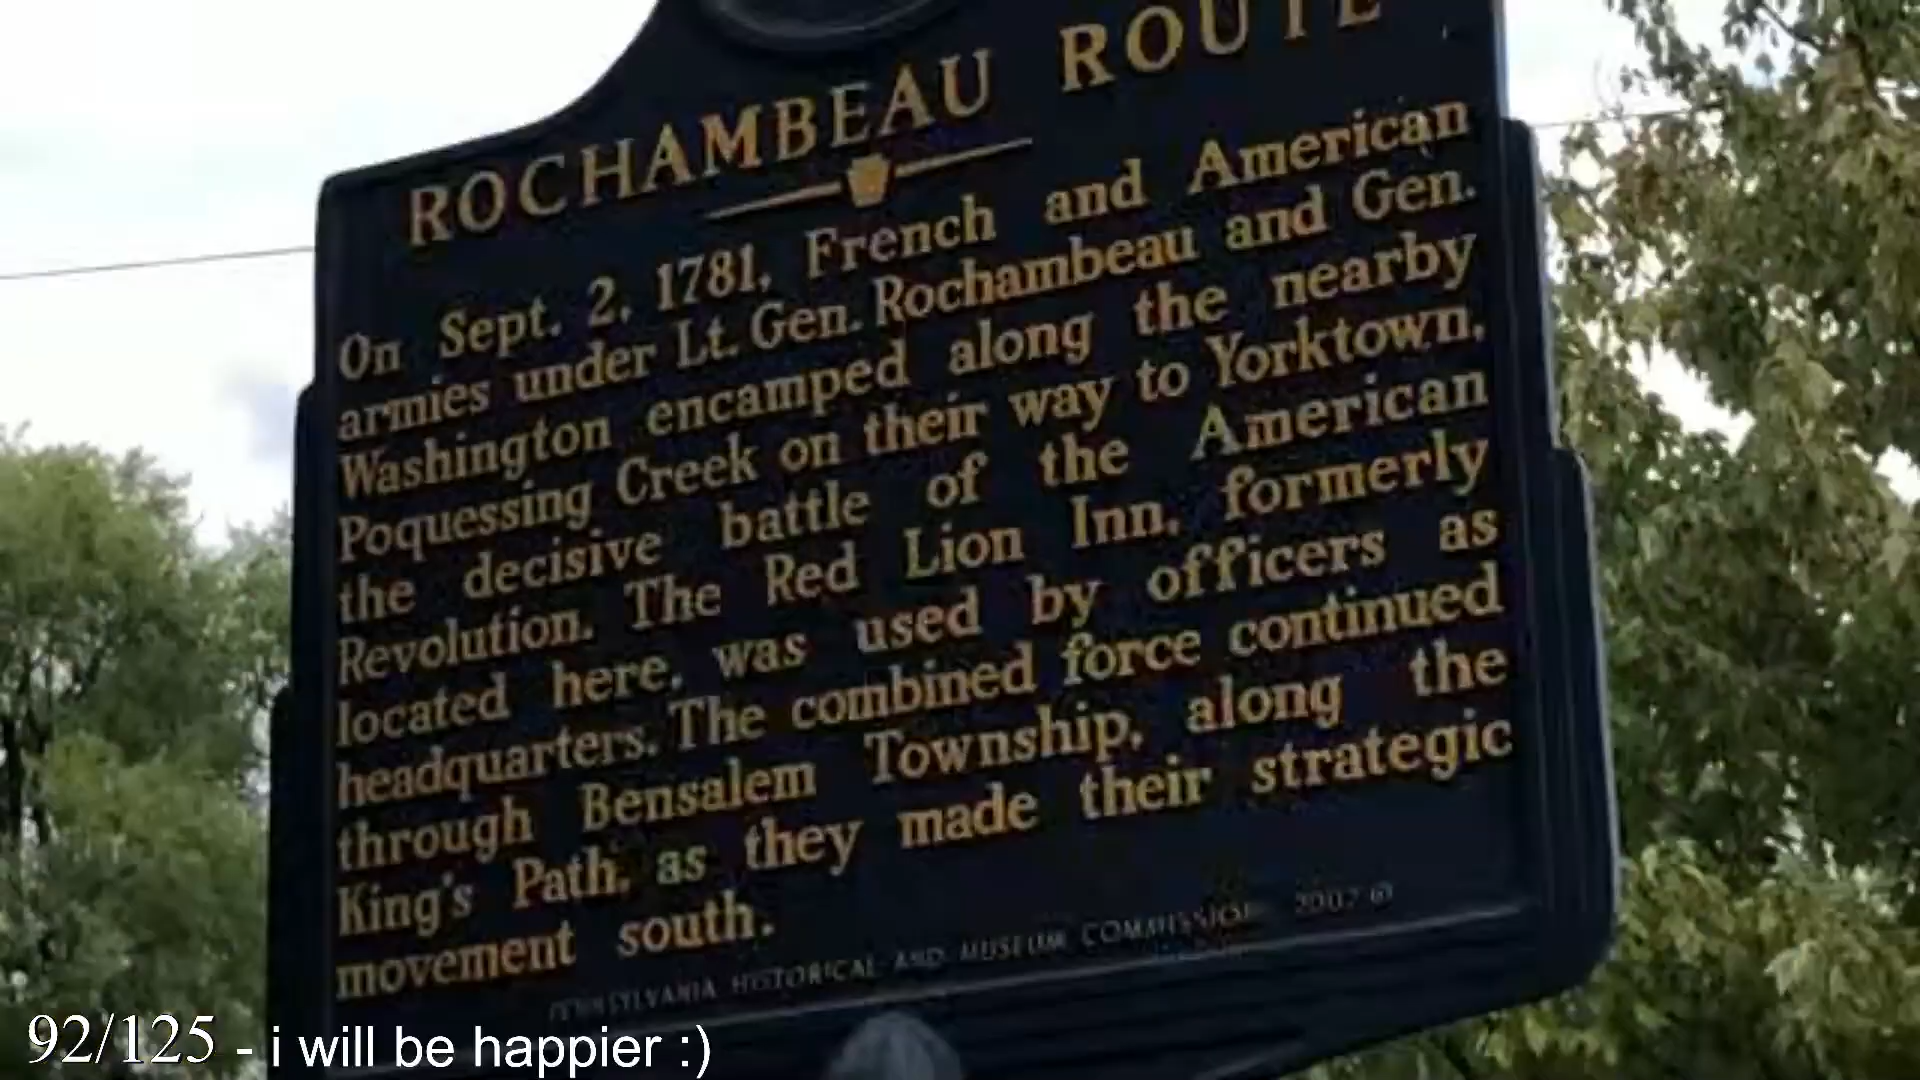 ROCHAMBEAU ROUTE
On Sept. 2, 1781, French and American
armies under Lt. Gen. Rochambeau and Gen.
Washington encamped along the nearby
Poquessing Creek on their way to Yorktown,
the decisive battle of the American
Revolution. The Red Lion Inn, formerly
located here, was used by officers as
headquarters. The combined force continued
through Bensalem Township, along the
King's Path, as they made their strategic
movement south.
PENNSYLVANIA HISTORICAL AND MUSEUM COMMISSION 2007
92/125 - i will be happier :)